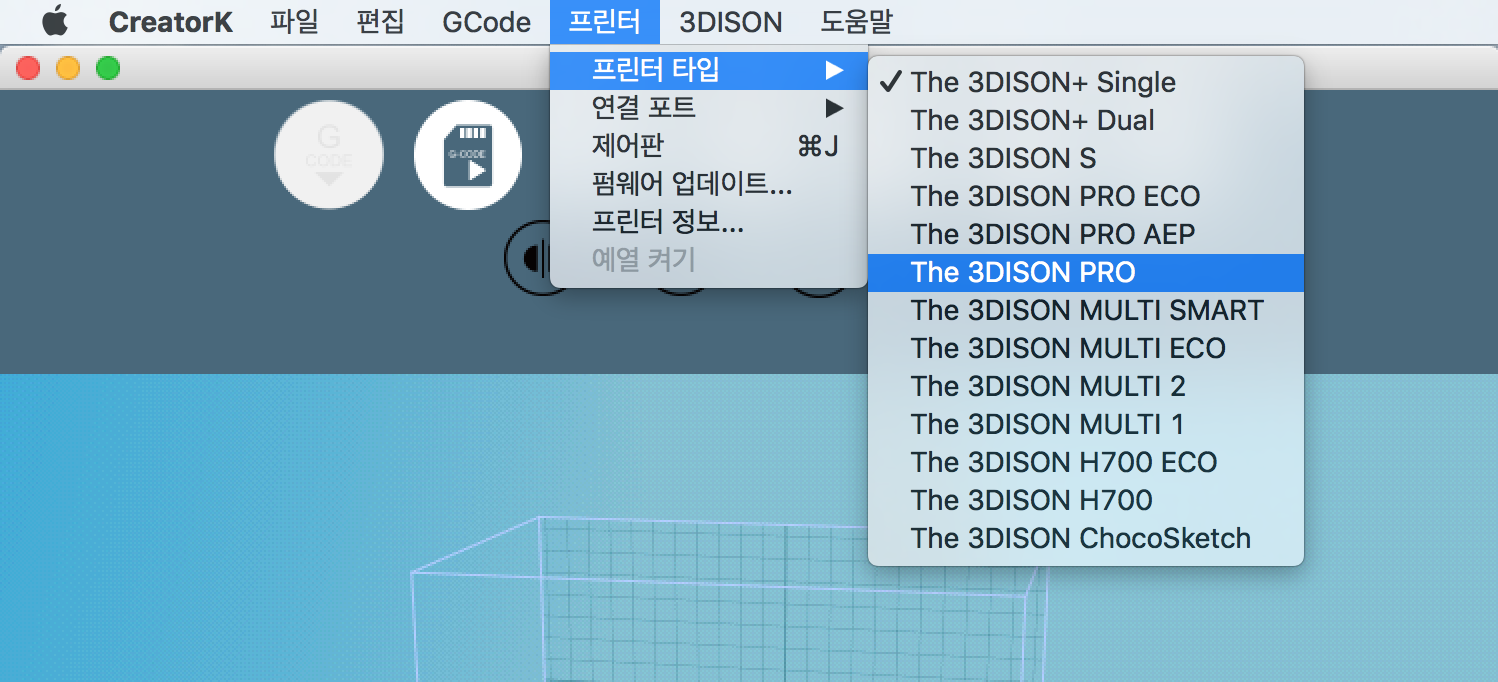 CreatorK 파일 편집 GCode 프린터 3DISON 도움말
G
CODE
G-CODE
프린터 타입
연결 포트
제어판 ⌘J
펌웨어 업데이트...
프린터 정보...
예열 켜기
✓ The 3DISON+ Single
The 3DISON+ Dual
The 3DISON S
The 3DISON PRO ECO
The 3DISON PRO AEP
The 3DISON PRO
The 3DISON MULTI SMART
The 3DISON MULTI ECO
The 3DISON MULTI 2
The 3DISON MULTI 1
The 3DISON H700 ECO
The 3DISON H700
The 3DISON ChocoSketch